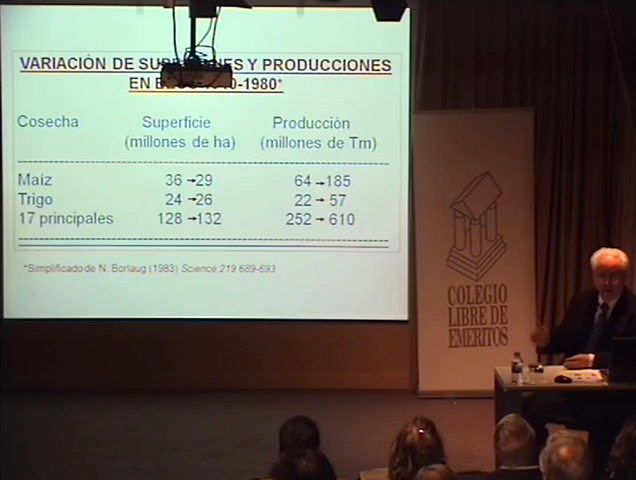 VARIACIÓN DE Y PRODUCCIONES
EN -1980*
Cosecha Superficie Producción
(millones de ha) (millones de Tm)
Maíz 36 → 29 64 → 185
Trigo 24 → 26 22 → 57
17 principales 128 → 132 252 → 610
*Simplificado de N. Borlaug (1983) Science 219 689-693
COLEGIO
LIBRE DE
EMERITOS